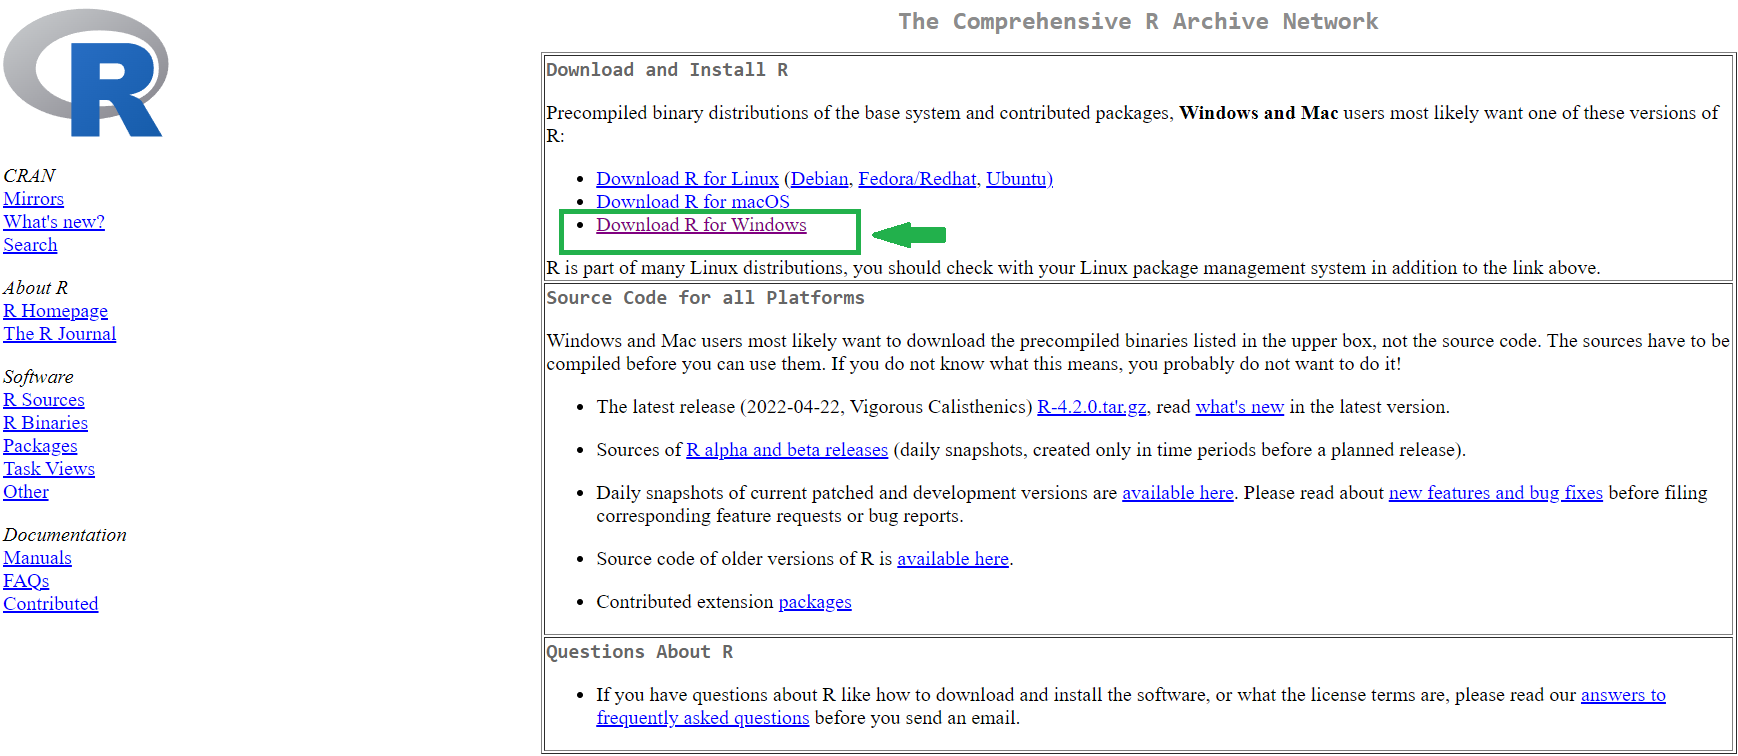 The Comprehensive R Archive Network
R
CRAN
Mirrors
What's new?
Search
About R
R Homepage
The R Journal
Software
R Sources
R Binaries
Packages
Task Views
Other
Documentation
Manuals
FAQs
Contributed
Download and Install R
Precompiled binary distributions of the base system and contributed packages, Windows and Mac users most likely want one of these versions of
R:
• Download R for Linux (Debian, Fedora/Redhat, Ubuntu)
• Download R for macOS
• Download R for Windows
R is part of many Linux distributions, you should check with your Linux package management system in addition to the link above.
Source Code for all Platforms
Windows and Mac users most likely want to download the precompiled binaries listed in the upper box, not the source code. The sources have to be
compiled before you can use them. If you do not know what this means, you probably do not want to do it!
• The latest release (2022-04-22, Vigorous Calisthenics) R-4.2.0.tar.gz, read what's new in the latest version.
• Sources of R alpha and beta releases (daily snapshots, created only in time periods before a planned release).
• Daily snapshots of current patched and development versions are available here. Please read about new features and bug fixes before filing
corresponding feature requests or bug reports.
• Source code of older versions of R is available here.
• Contributed extension packages
Questions About R
• If you have questions about R like how to download and install the software, or what the license terms are, please read our answers to
frequently asked questions before you send an email.